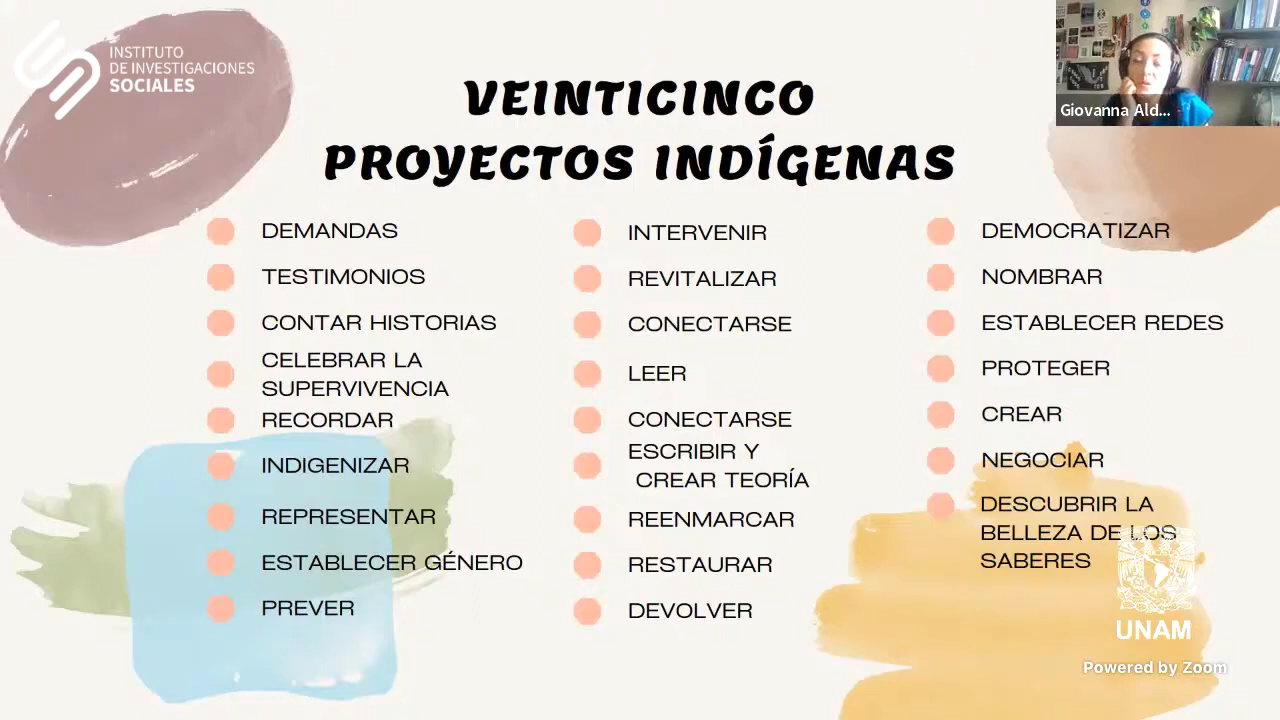 INSTITUTO
DE INVESTIGACIONES
SOCIALES
Giovanna Ald...
VEINTICINCO
PROYECTOS INDÍGENAS
DEMANDAS
TESTIMONIOS
CONTAR HISTORIAS
CELEBRAR LA
SUPERVIVENCIA
RECORDAR
INDIGENIZAR
REPRESENTAR
ESTABLECER GÉNERO
PREVER
INTERVENIR
REVITALIZAR
CONECTARSE
LEER
CONECTARSE
ESCRIBIR Y
CREAR TEORÍA
REENMARCAR
RESTAURAR
DEVOLVER
DEMOCRATIZAR
NOMBRAR
ESTABLECER REDES
PROTEGER
CREAR
NEGOCIAR
DESCUBRIR LA
BELLEZA DE LOS
SABERES
UNAM
Powered by Zoom